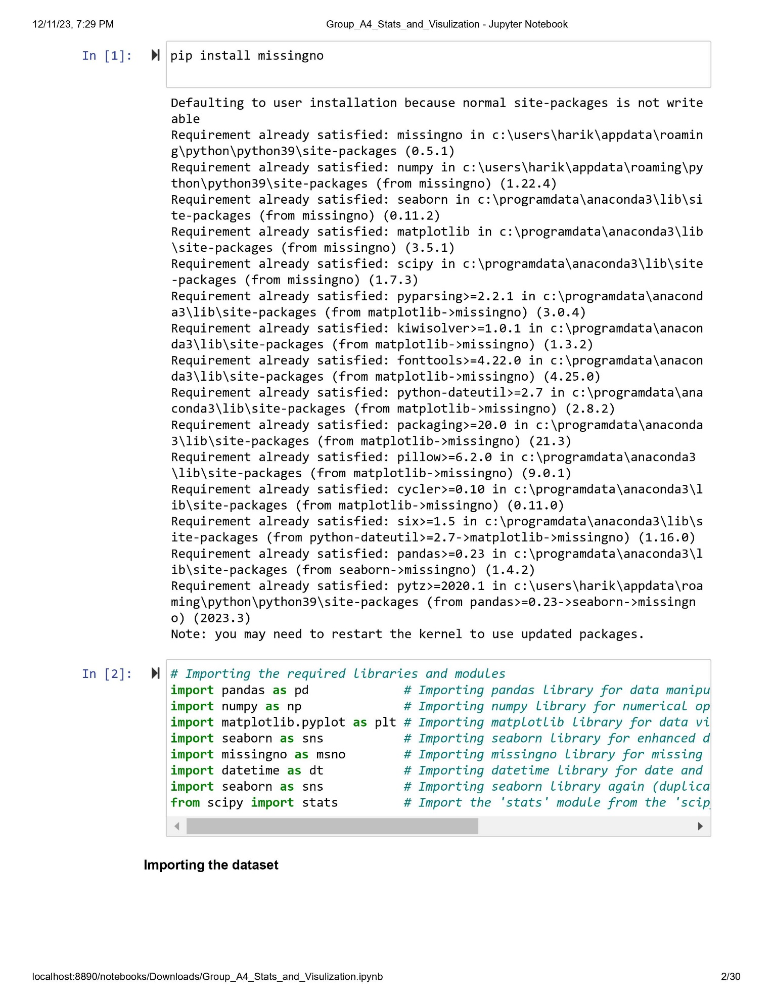 12/11/23, 7:29 PM
Group_A4_Stats_and_Visulization - Jupyter Notebook
In [1]:
pip install missingno
Defaulting to user installation because normal site-packages is not write
able
Requirement already satisfied: missingno in c:\users\harik\appdata\roamin
g\python\python39\site-packages (0.5.1)
Requirement already satisfied: numpy in c:\users\harik\appdata\roaming\py
thon\python39\site-packages (from missingno) (1.22.4)
Requirement already satisfied: seaborn in c:\programdata\anaconda3\lib\si
te-packages (from missingno) (0.11.2)
Requirement already satisfied: matplotlib in c:\programdata\anaconda3\lib
\site-packages (from missingno) (3.5.1)
Requirement already satisfied: scipy in c:\programdata\anaconda3\lib\site
-packages (from missingno) (1.7.3)
Requirement already satisfied: pyparsing>=2.2.1 in c:\programdata\anacond
a3\lib\site-packages (from matplotlib->missingno) (3.0.4)
Requirement already satisfied: kiwisolver>=1.0.1 in c:\programdata\anacon
da3\lib\site-packages (from matplotlib->missingno) (1.3.2)
Requirement already satisfied: fonttools>=4.22.0 in c:\programdata\anacon
da3\lib\site-packages (from matplotlib->missingno) (4.25.0)
Requirement already satisfied: python-dateutil>=2.7 in c:\programdata\ana
conda3\lib\site-packages (from matplotlib->missingno) (2.8.2)
Requirement already satisfied: packaging>=20.0 in c:\programdata\anaconda
3\lib\site-packages (from matplotlib->missingno) (21.3)
Requirement already satisfied: pillow>=6.2.0 in c:\programdata\anaconda3
\lib\site-packages (from matplotlib->missingno) (9.0.1)
Requirement already satisfied: cycler>=0.10 in c:\programdata\anaconda3\l
ib\site-packages (from matplotlib->missingno) (0.11.0)
Requirement already satisfied: six>=1.5 in c:\programdata\anaconda3\lib\s
ite-packages (from python-dateutil>=2.7->matplotlib->missingno) (1.16.0)
Requirement already satisfied: pandas>=0.23 in c:\programdata\anaconda3\l
ib\site-packages (from seaborn->missingno) (1.4.2)
Requirement already satisfied: pytz>=2020.1 in c:\users\harik\appdata\roa
ming\python\python39\site-packages (from pandas>=0.23->seaborn->missingn
o) (2023.3)
Note: you may need to restart the kernel to use updated packages.
In [2]:
# Importing the required libraries and modules
import pandas as pd             # Importing pandas library for data manipu
import numpy as np              # Importing numpy library for numerical op
import matplotlib.pyplot as plt # Importing matplotlib library for data vi
import seaborn as sns           # Importing seaborn library for enhanced d
import missingno as msno        # Importing missingno library for missing
import datetime as dt           # Importing datetime library for date and
import seaborn as sns           # Importing seaborn library again (duplica
from scipy import stats         # Import the 'stats' module from the 'scip
Importing the dataset
localhost:8890/notebooks/Downloads/Group_A4_Stats_and_Visulization.ipynb
2/30